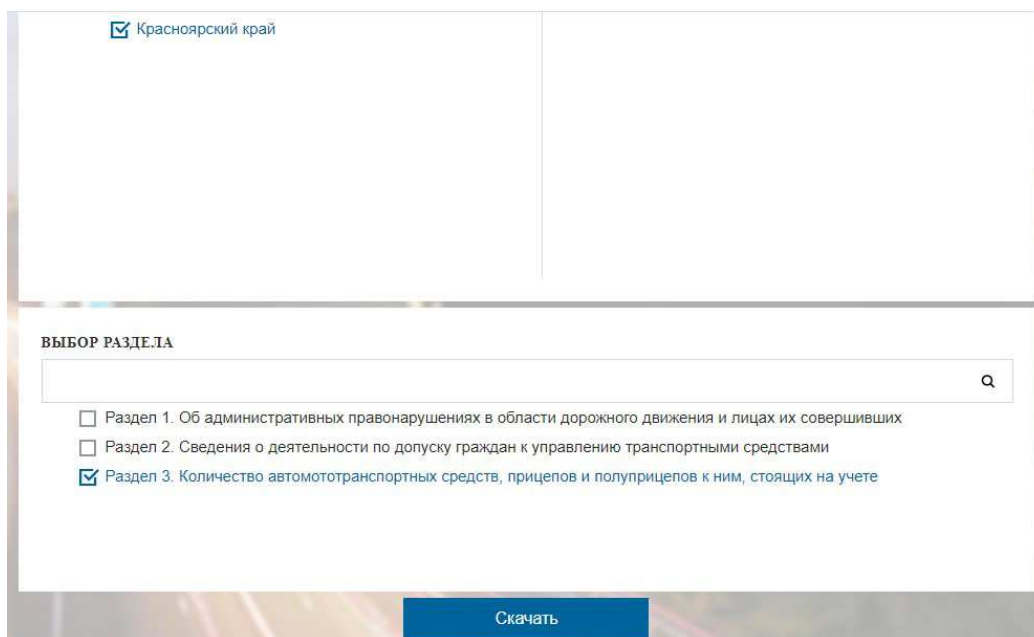 Красноярский край
ВЫБОР РАЗДЕЛА
Раздел 1. Об административных правонарушениях в области дорожного движения и лицах их совершивших
Раздел 2. Сведения о деятельности по допуску граждан к управлению транспортными средствами
Раздел 3. Количество автомототранспортных средств, прицепов и полуприцепов к ним, стоящих на учете
Скачать